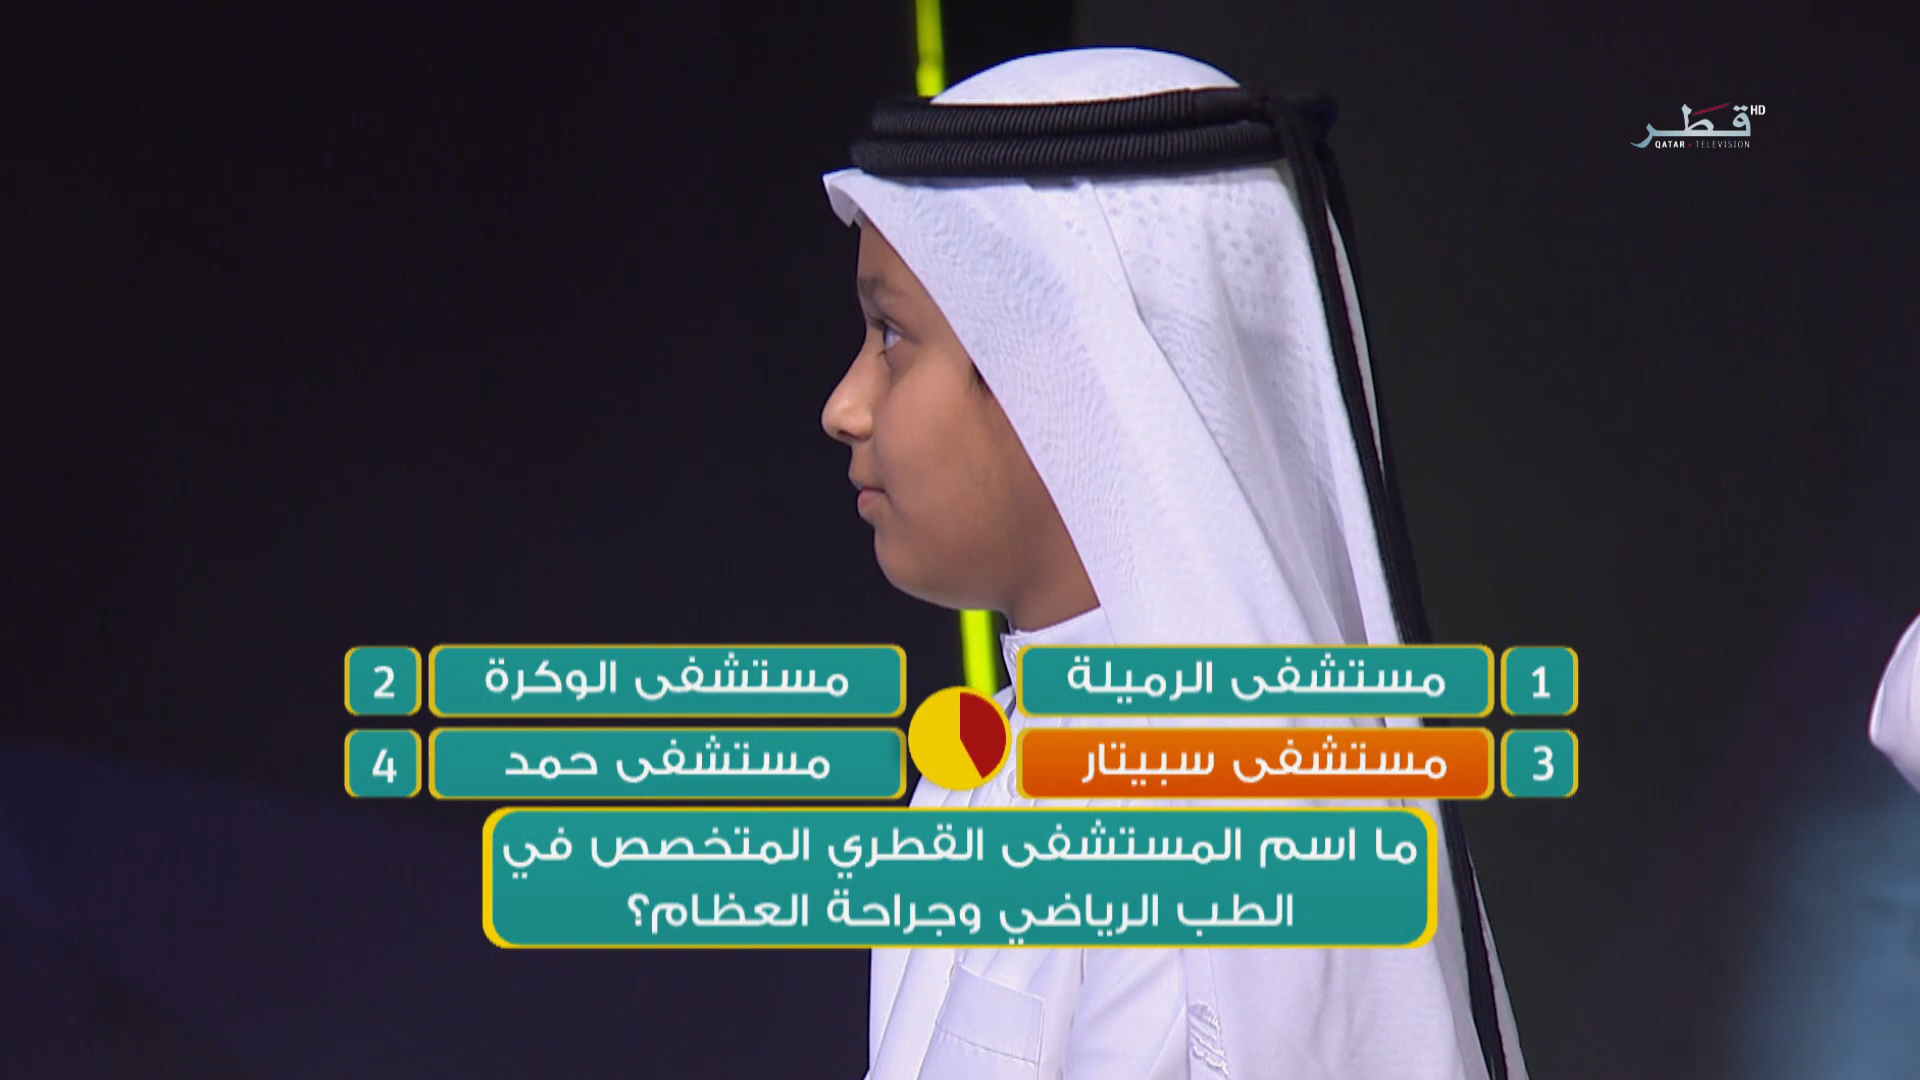 قطر HD
QATAR TELEVISION
1 مستشفى الرميلة
2 مستشفى الوكرة
3 مستشفى سبيتار
4 مستشفى حمد
ما اسم المستشفى القطري المتخصص في
الطب الرياضي وجراحة العظام؟